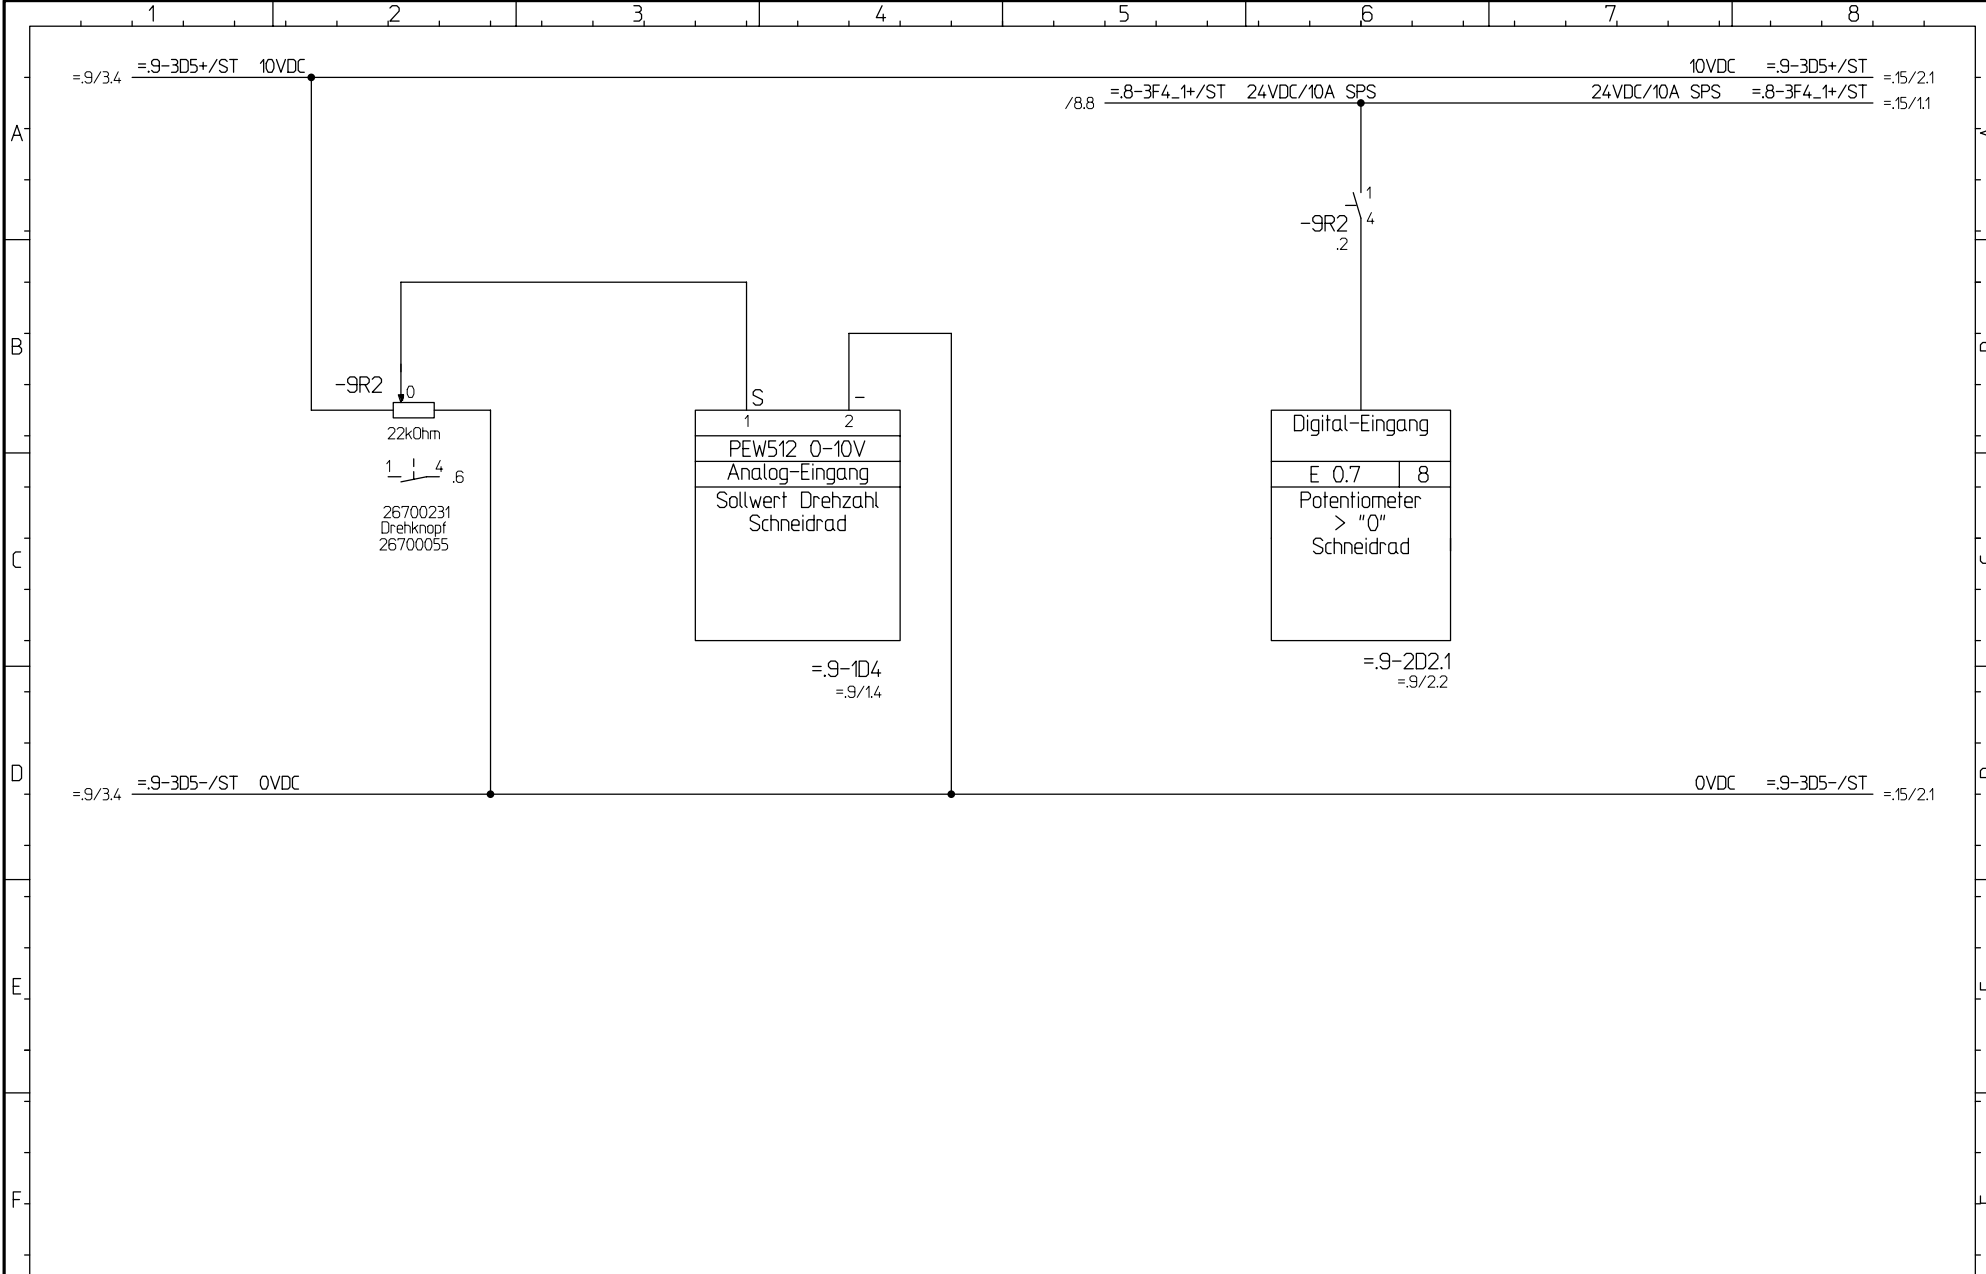 1 2 3 4 5 6 7 8
=.9/3.4 =.9-3D5+/ST 10VDC 10VDC =.9-3D5+/ST =.15/2.1
/8.8 =.8-3F4_1+/ST 24VDC/10A SPS 24VDC/10A SPS =.8-3F4_1+/ST =.15/1.1
A
1
-9R2 4
.2
B
-9R2 0
S -
22kOhm
1 4 .6
26700231
Drehknopf
26700055
1 2
PEW512 0-10V
Analog-Eingang
Sollwert Drehzahl
Schneidrad
Digital-Eingang
E 0.7 8
Potentiometer
> "0"
Schneidrad
C
=.9-1D4
=.9/1.4
=.9-2D2.1
=.9/2.2
D
=.9/3.4 =.9-3D5-/ST 0VDC 0VDC =.9-3D5-/ST =.15/2.1
E
F